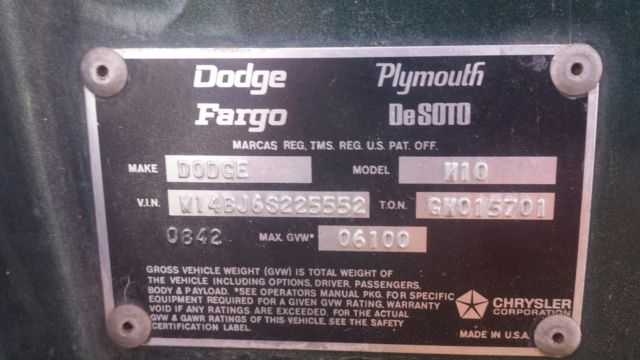 Dodge Plymouth
Fargo DeSOTO
MARCAS REG. TMS. REG. U.S. PAT. OFF.
MAKE DODGE MODEL W10
V.I.N. W14BJ6S225552 T.O.N. GM015701
0842 MAX. GVW* 06100
GROSS VEHICLE WEIGHT (GVW) IS TOTAL WEIGHT OF
THE VEHICLE INCLUDING OPTIONS, DRIVER, PASSENGERS,
BODY & PAYLOAD. *SEE OPERATORS MANUAL PKG. FOR SPECIFIC
EQUIPMENT REQUIRED FOR A GIVEN GVW RATING. WARRANTY
VOID IF ANY RATINGS ARE EXCEEDED. FOR THE ACTUAL
GVW & GAWR RATINGS OF THIS VEHICLE, SEE THE SAFETY
CERTIFICATION LABEL.
CHRYSLER
CORPORATION
MADE IN U.S.A.